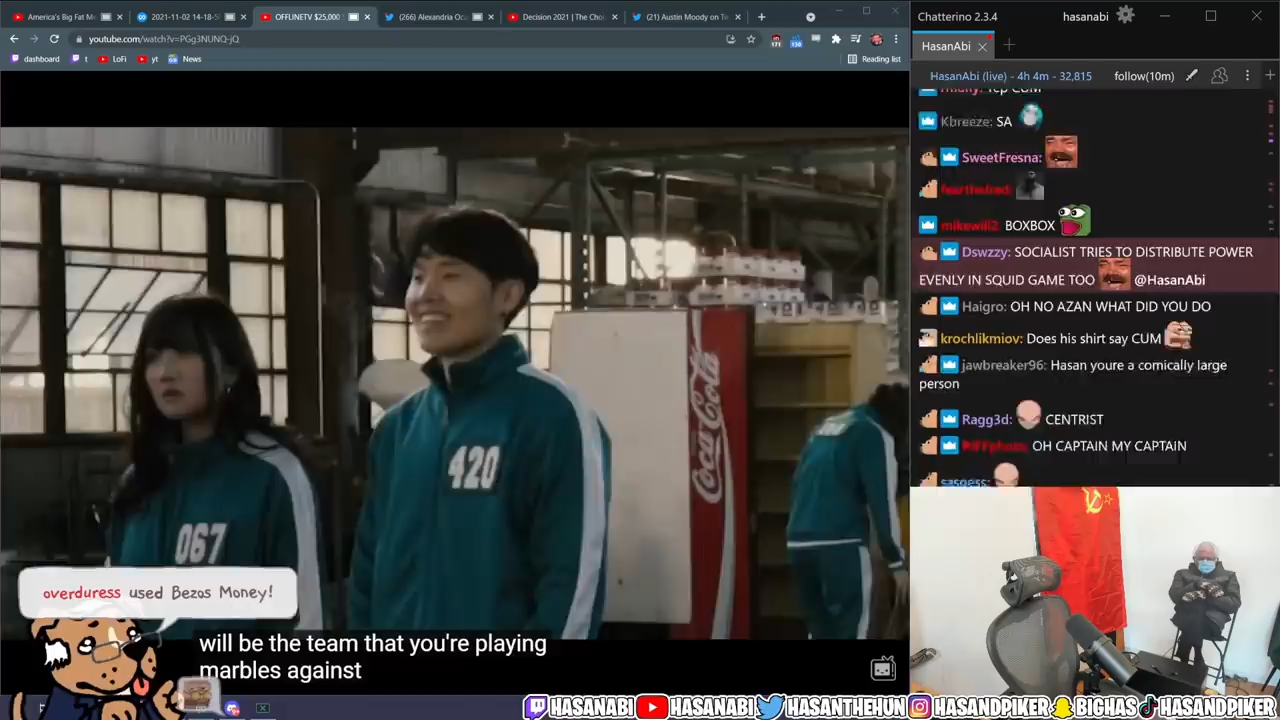 America's Big Fat M
2021-11-02 14-18-5
OFFLINETV $25,000
(266) Alexandria Oc
Decision 2021 | The Cho
(21) Austin Moody on Tw
youtube.com/watch?v=PGg3NUNQ-jQ
dashboard
t
LoFi
yt
News
Reading list
420
067
Coca-Cola
overduress used Bezos Money!
will be the team that you're playing
marbles against
Chatterino 2.3.4
hasanabi
HasanAbi
HasanAbi (live) - 4h 4m - 32,815
follow(10m)
Yep CUM
Kbreeze: SA
SweetFresna:
mikewill2: BOXBOX
Dswzzy: SOCIALIST TRIES TO DISTRIBUTE POWER
EVENLY IN SQUID GAME TOO @HasanAbi
Haigro: OH NO AZAN WHAT DID YOU DO
krochlikmiov: Does his shirt say CUM
jawbreaker96: Hasan youre a comically large
person
Ragg3d: CENTRIST
OH CAPTAIN MY CAPTAIN
HASANABI
HASANABI
HASANTHEHUN
HASANDPIKER
BIGHAS
HASANDPIKER